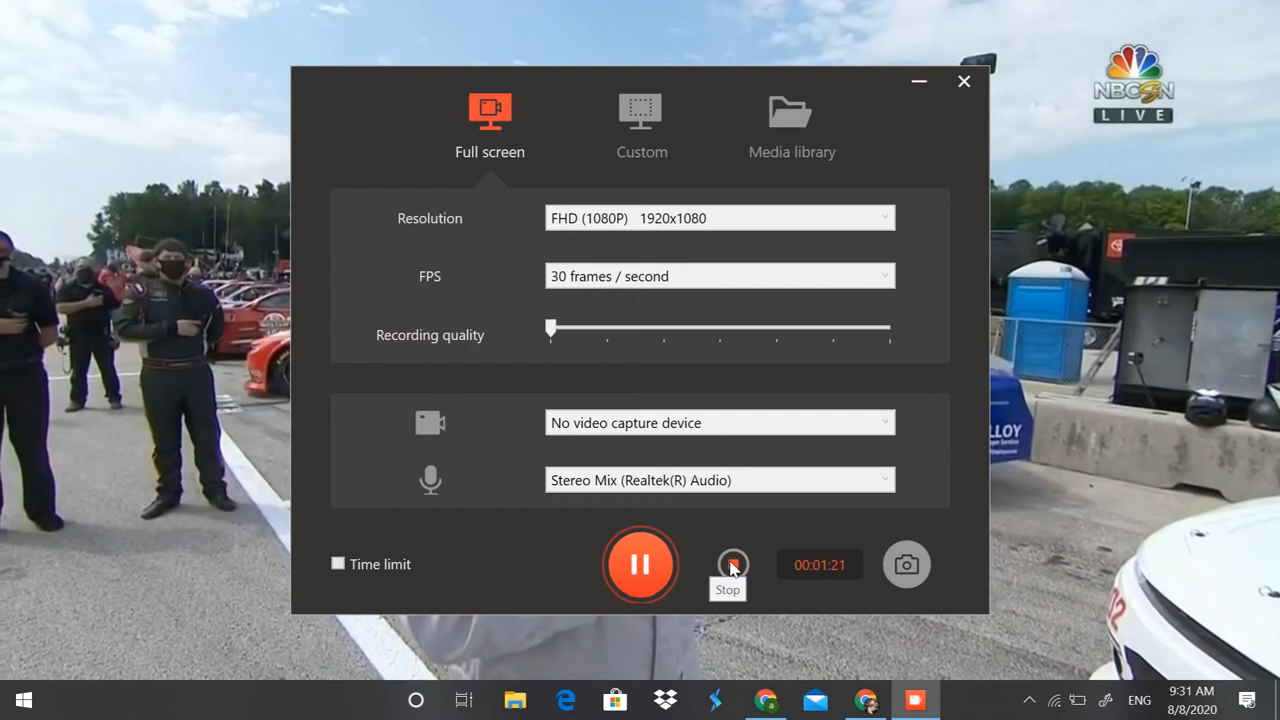 NBCSN
LIVE
Full screen
Custom
Media library
Resolution
FHD (1080P) 1920x1080
FPS
30 frames / second
Recording quality
No video capture device
LLOY
Stereo Mix (Realtek(R) Audio)
Time limit
00:01:21
Stop
ENG
9:31 AM
8/8/2020